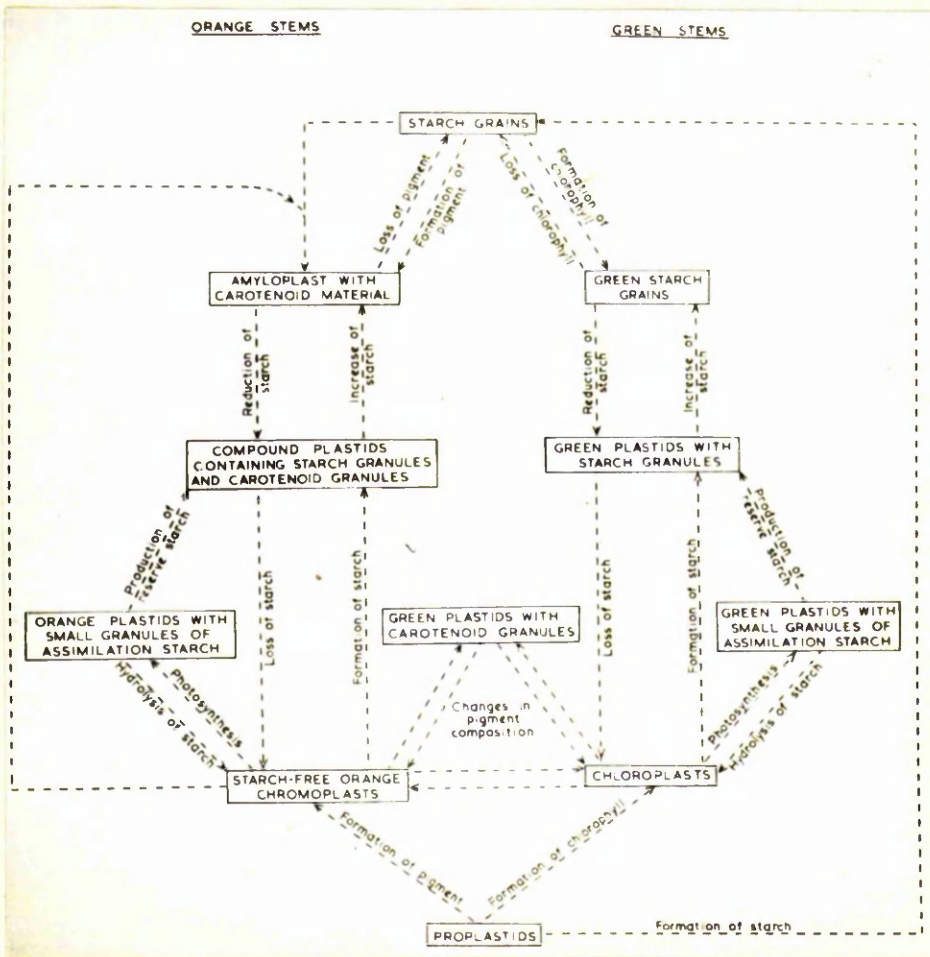 ORANGE STEMS
GREEN STEMS
STARCH GRAINS
Loss of pigment
Formation of
pigment
Loss of chlorophyll
Formation of
chlorophyll
AMYLOPLAST WITH
CAROTENOID MATERIAL
GREEN STARCH
GRAINS
Reduction of
starch
Increase of
starch
Reduction of
starch
Increase of
starch
COMPOUND PLASTIDS
CONTAINING STARCH GRANULES
AND CAROTENOID GRANULES
GREEN PLASTIDS WITH
STARCH GRANULES
Production of
reserve starch
Loss of starch
Formation of starch
Loss of starch
Formation of starch
Production of
reserve starch
ORANGE PLASTIDS WITH
SMALL GRANULES OF
ASSIMILATION STARCH
GREEN PLASTIDS WITH
CAROTENOID GRANULES
GREEN PLASTIDS WITH
SMALL GRANULES OF
ASSIMILATION STARCH
Hydrolysis of starch
Photosynthesis
Changes in
pigment
composition
Photosynthesis
Hydrolysis of starch
STARCH-FREE ORANGE
CHROMOPLASTS
CHLOROPLASTS
Formation of pigment
Formation of chlorophyll
PROPLASTIDS
Formation of starch